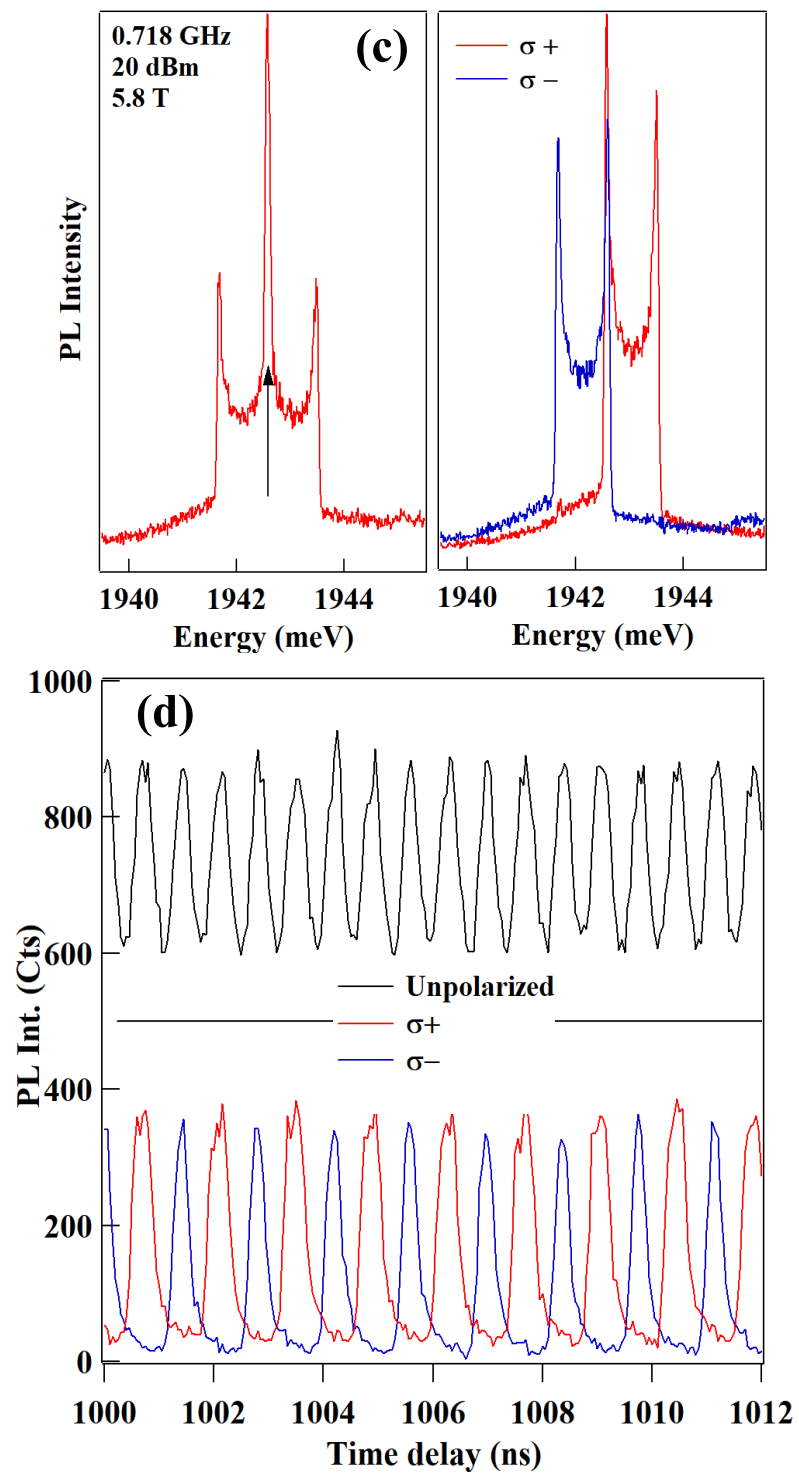 0.718 GHz
20 dBm
5.8 T
(c)
σ +
σ −
PL Intensity
1940 1942 1944
Energy (meV)
1940 1942 1944
Energy (meV)
(d)
1000
800
600
400
200
0
PL Int. (Cts)
Unpolarized
σ+
σ−
1000 1002 1004 1006 1008 1010 1012
Time delay (ns)